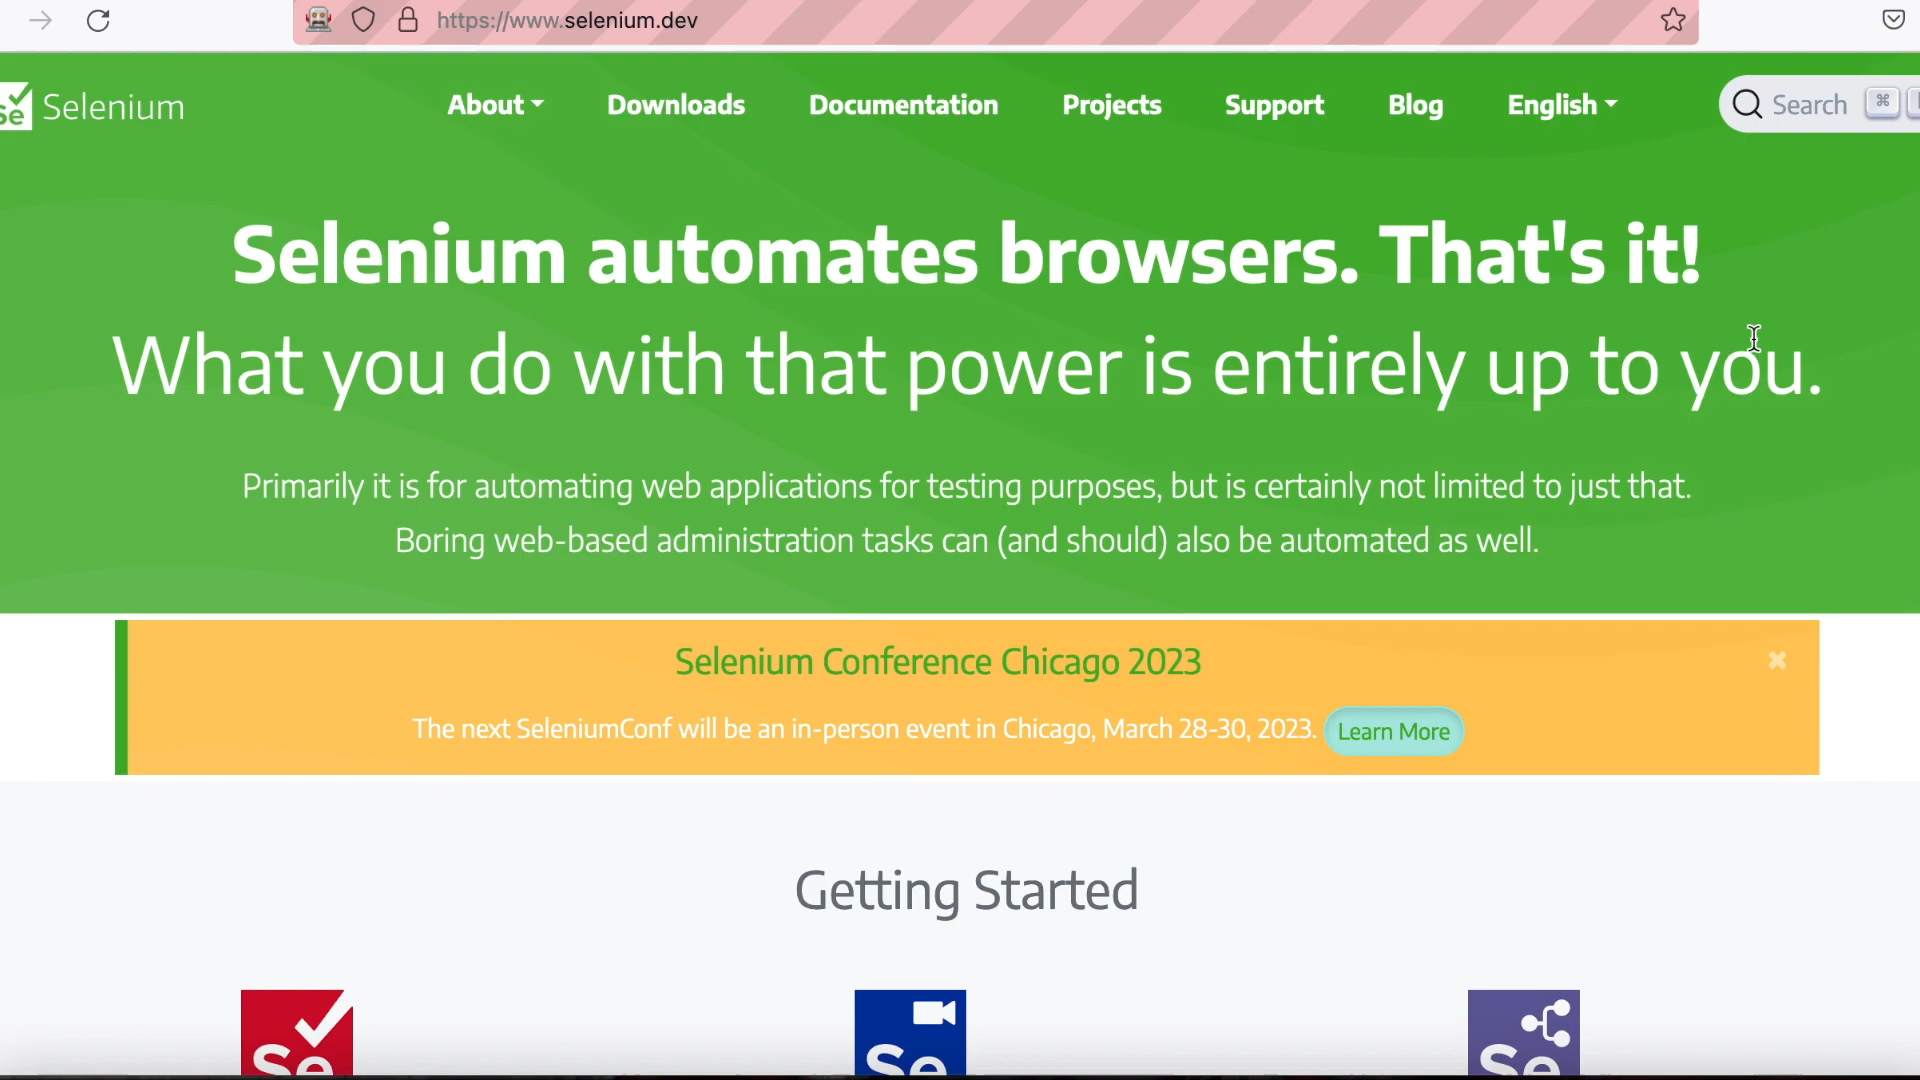 https://www.selenium.dev
Selenium
About
Downloads
Documentation
Projects
Support
Blog
English
Search
⌘
Selenium automates browsers. That's it!
What you do with that power is entirely up to you.
Primarily it is for automating web applications for testing purposes, but is certainly not limited to just that.
Boring web-based administration tasks can (and should) also be automated as well.
Selenium Conference Chicago 2023
The next SeleniumConf will be an in-person event in Chicago, March 28-30, 2023.
Learn More
Getting Started
Se
Se
Se